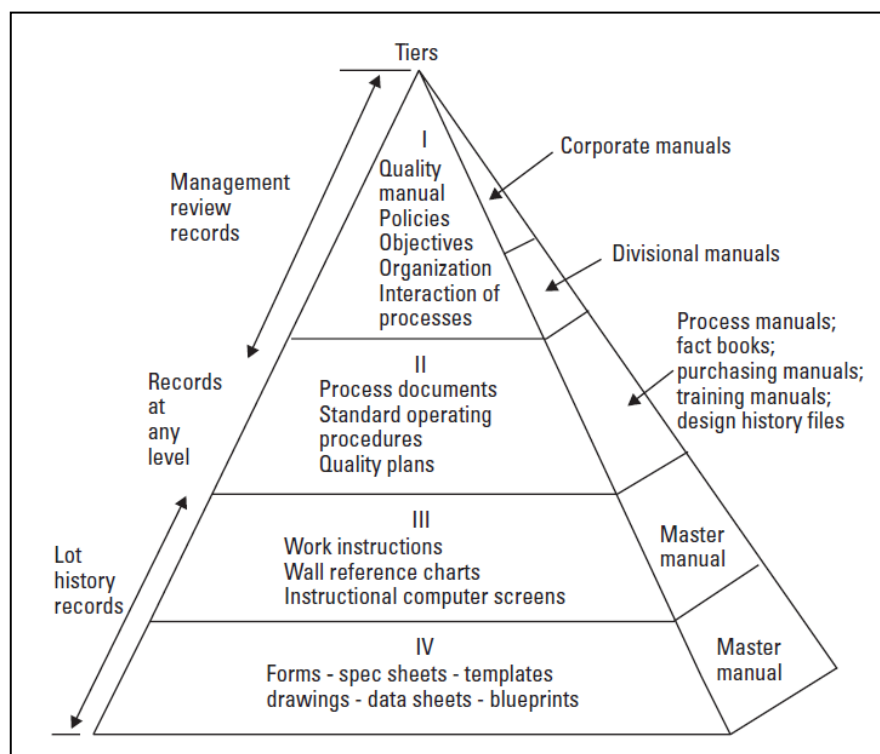 Tiers
I
Quality
manual
Policies
Objectives
Organization
Interaction of
processes
Corporate manuals
Management
review
records
Divisional manuals
Process manuals;
fact books;
purchasing manuals;
training manuals;
design history files
II
Process documents
Standard operating
procedures
Quality plans
Records
at
any
level
III
Work instructions
Wall reference charts
Instructional computer screens
Master
manual
Lot
history
records
IV
Forms - spec sheets - templates
drawings - data sheets - blueprints
Master
manual